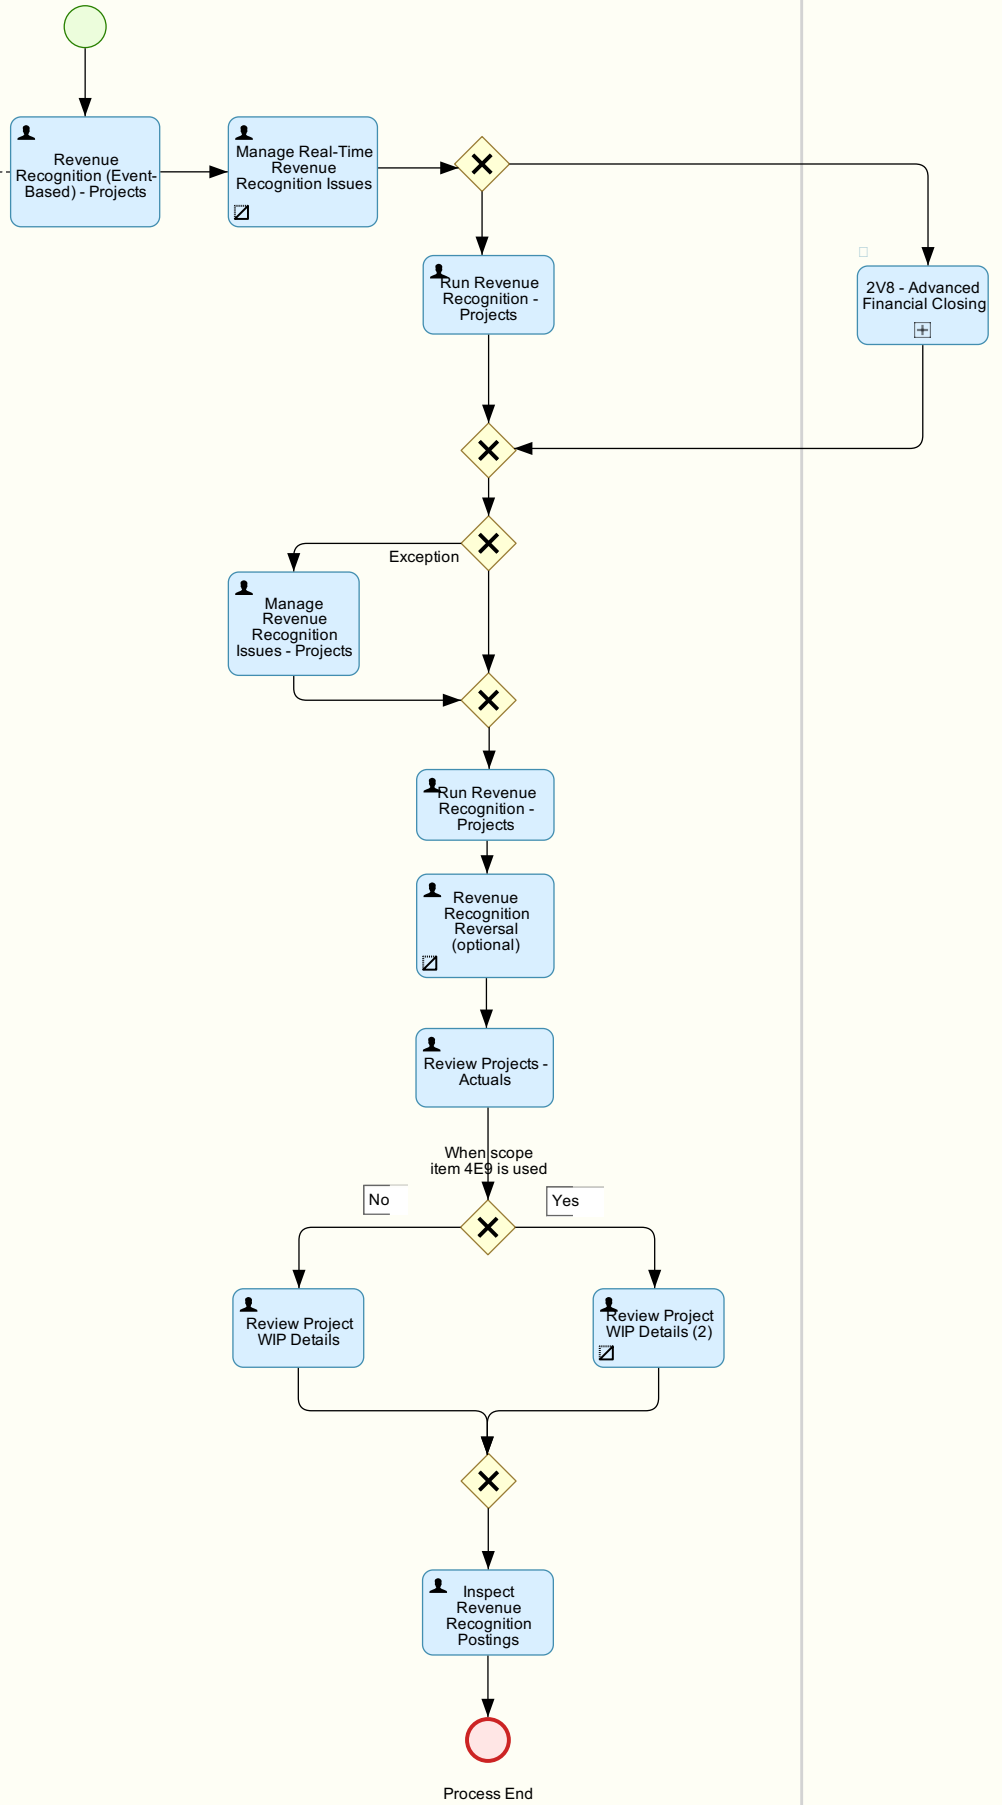 Revenue
Recognition (Event-
Based) - Projects
Manage Real-Time
Revenue
Recognition Issues
Run Revenue
Recognition -
Projects
2V8 - Advanced
Financial Closing
Exception
Manage
Revenue
Recognition
Issues - Projects
Run Revenue
Recognition -
Projects
Revenue
Recognition
Reversal
(optional)
Review Projects -
Actuals
When scope
item 4E9 is used
No
Yes
Review Project
WIP Details
Review Project
WIP Details (2)
Inspect
Revenue
Recognition
Postings
Process End